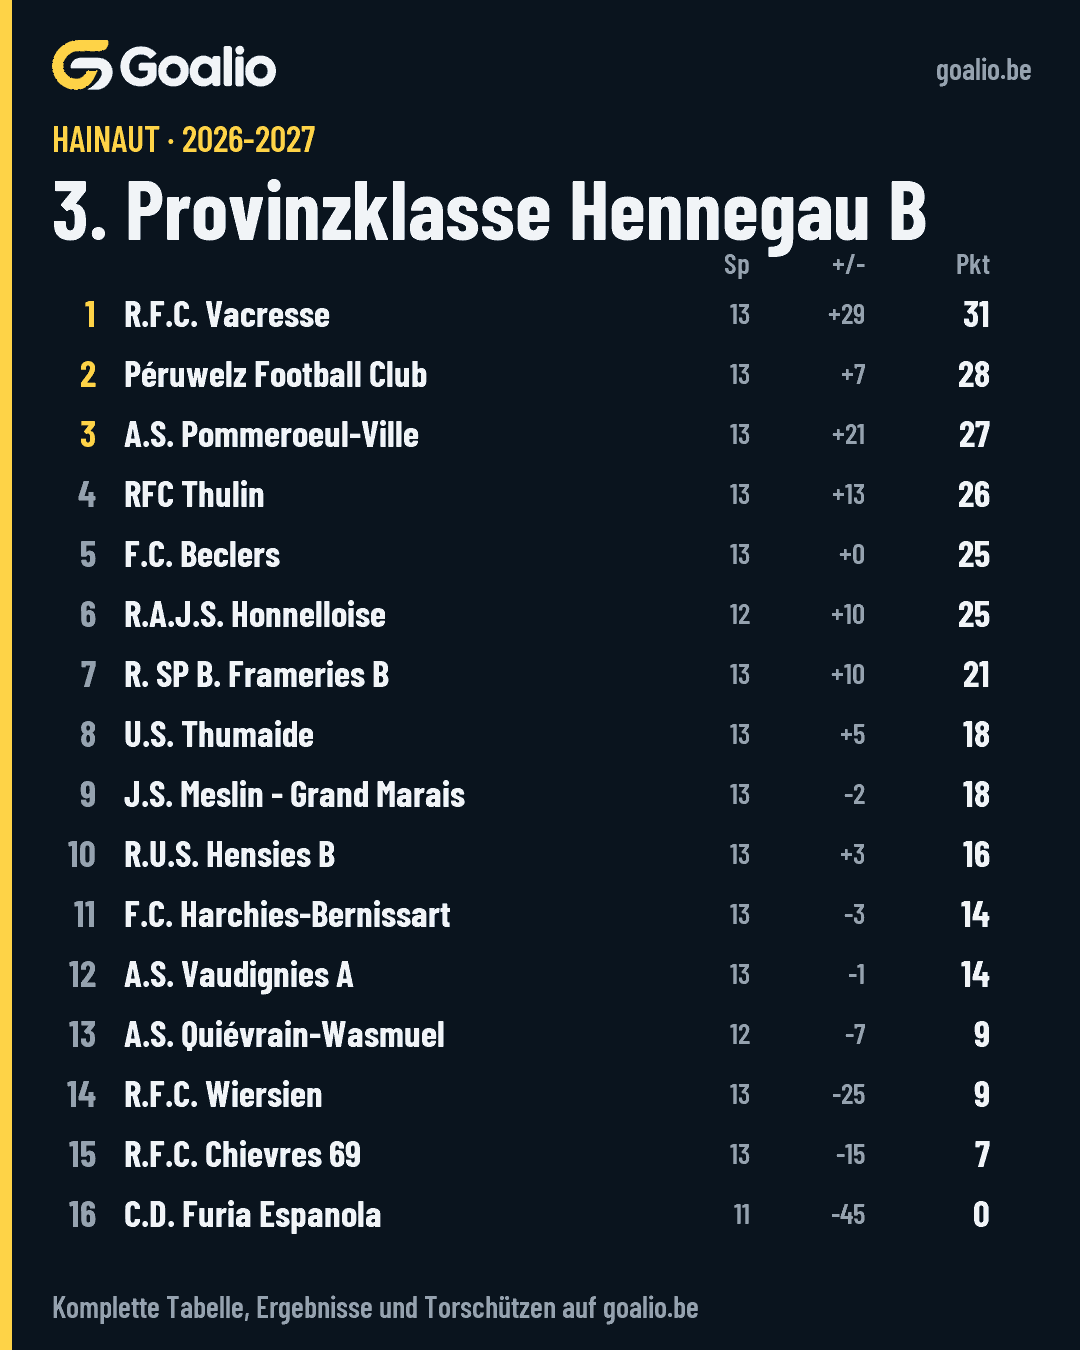 Goalio
goalio.be
HAINAUT · 2026-2027
3. Provinzklasse Hennegau B
Sp +/- Pkt
1 R.F.C. Vacresse 13 +29 31
2 Péruwelz Football Club 13 +7 28
3 A.S. Pommeroeul-Ville 13 +21 27
4 RFC Thulin 13 +13 26
5 F.C. Beclers 13 +0 25
6 R.A.J.S. Honnelloise 12 +10 25
7 R. SP B. Frameries B 13 +10 21
8 U.S. Thumaide 13 +5 18
9 J.S. Meslin - Grand Marais 13 -2 18
10 R.U.S. Hensies B 13 +3 16
11 F.C. Harchies-Bernissart 13 -3 14
12 A.S. Vaudignies A 13 -1 14
13 A.S. Quiévrain-Wasmuel 12 -7 9
14 R.F.C. Wiersien 13 -25 9
15 R.F.C. Chievres 69 13 -15 7
16 C.D. Furia Espanola 11 -45 0
Komplette Tabelle, Ergebnisse und Torschützen auf goalio.be